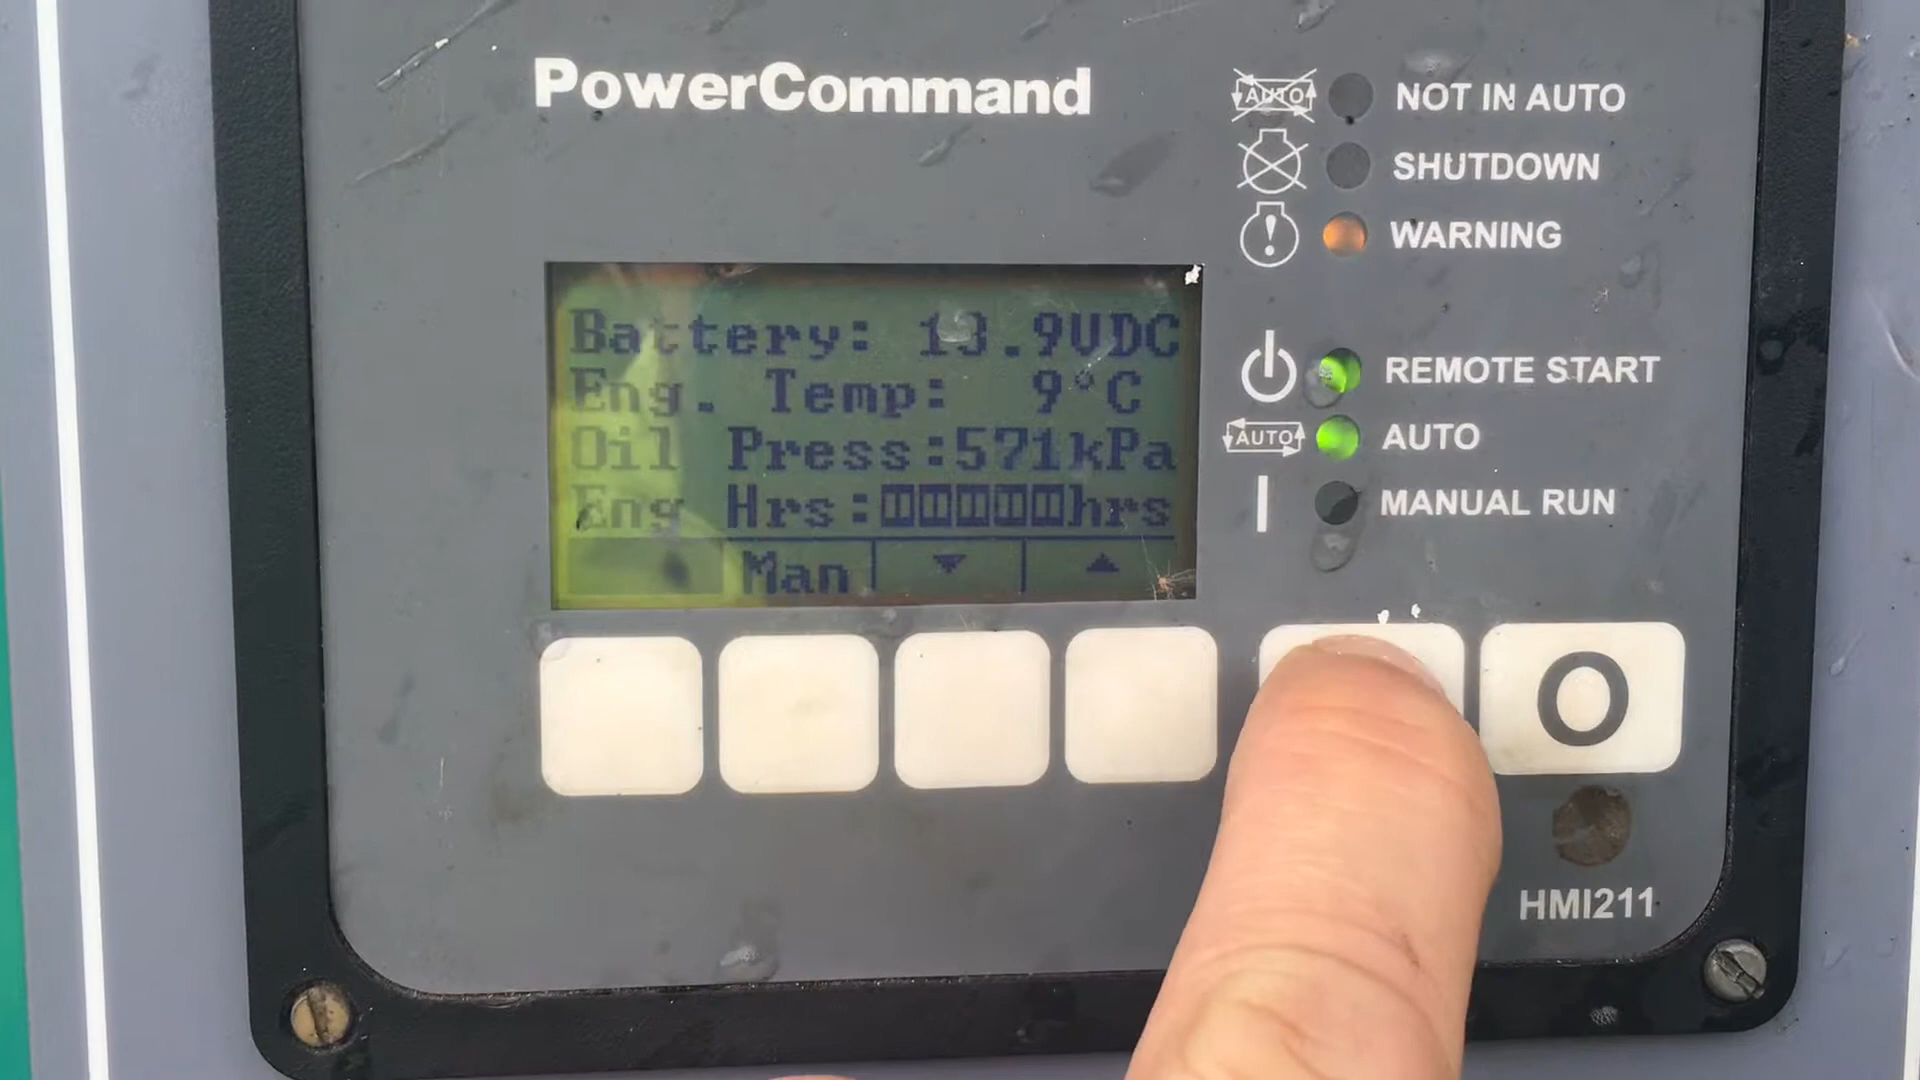 PowerCommand
AUTO
NOT IN AUTO
SHUTDOWN
! WARNING
Battery: 13.9VDC
Eng. Temp: 9°C
Oil Press:571kPa
Eng Hrs: hrs
Man
REMOTE START
AUTO AUTO
MANUAL RUN
O
HMI211